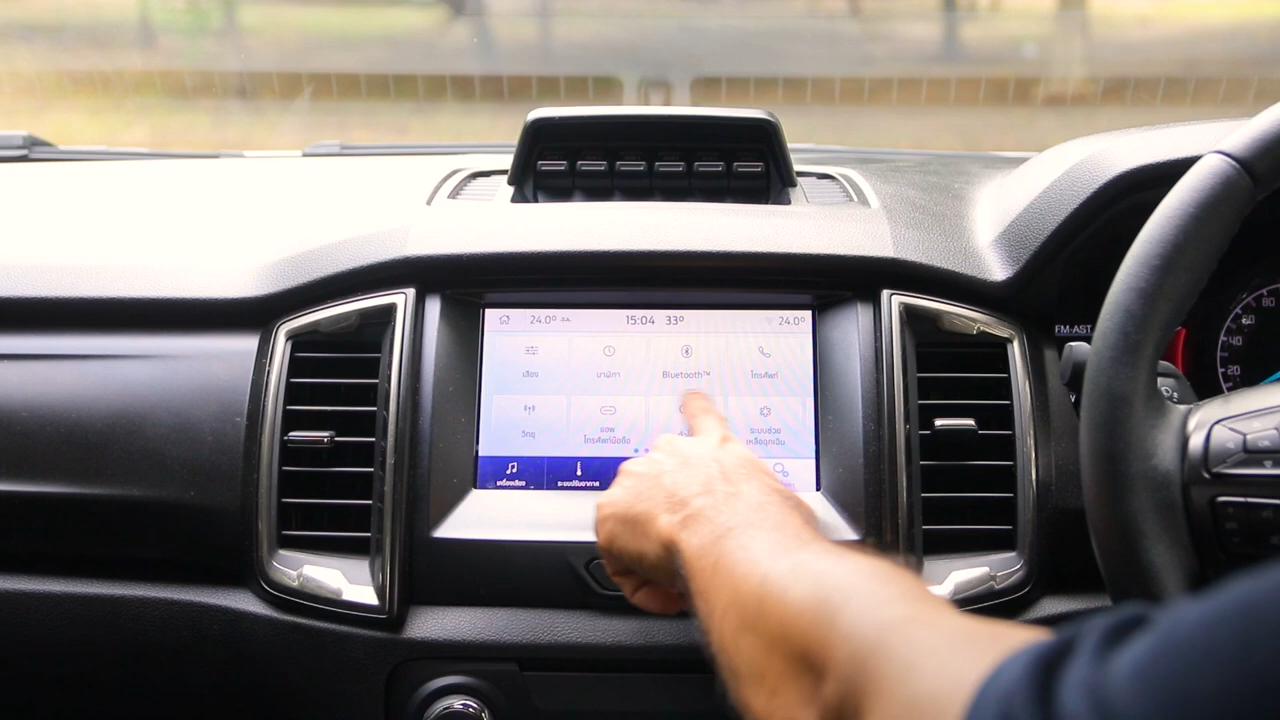 24.0° 15:04 33° 24.0°
เสียง นาฬิกา Bluetooth™ โทรศัพท์
วิทยุ แอพ ระบบช่วย
โทรศัพท์มือถือ เหลือฉุกเฉิน
เครื่องเสียง ระบบปรับอากาศ
FM-AST
80
60
40
20